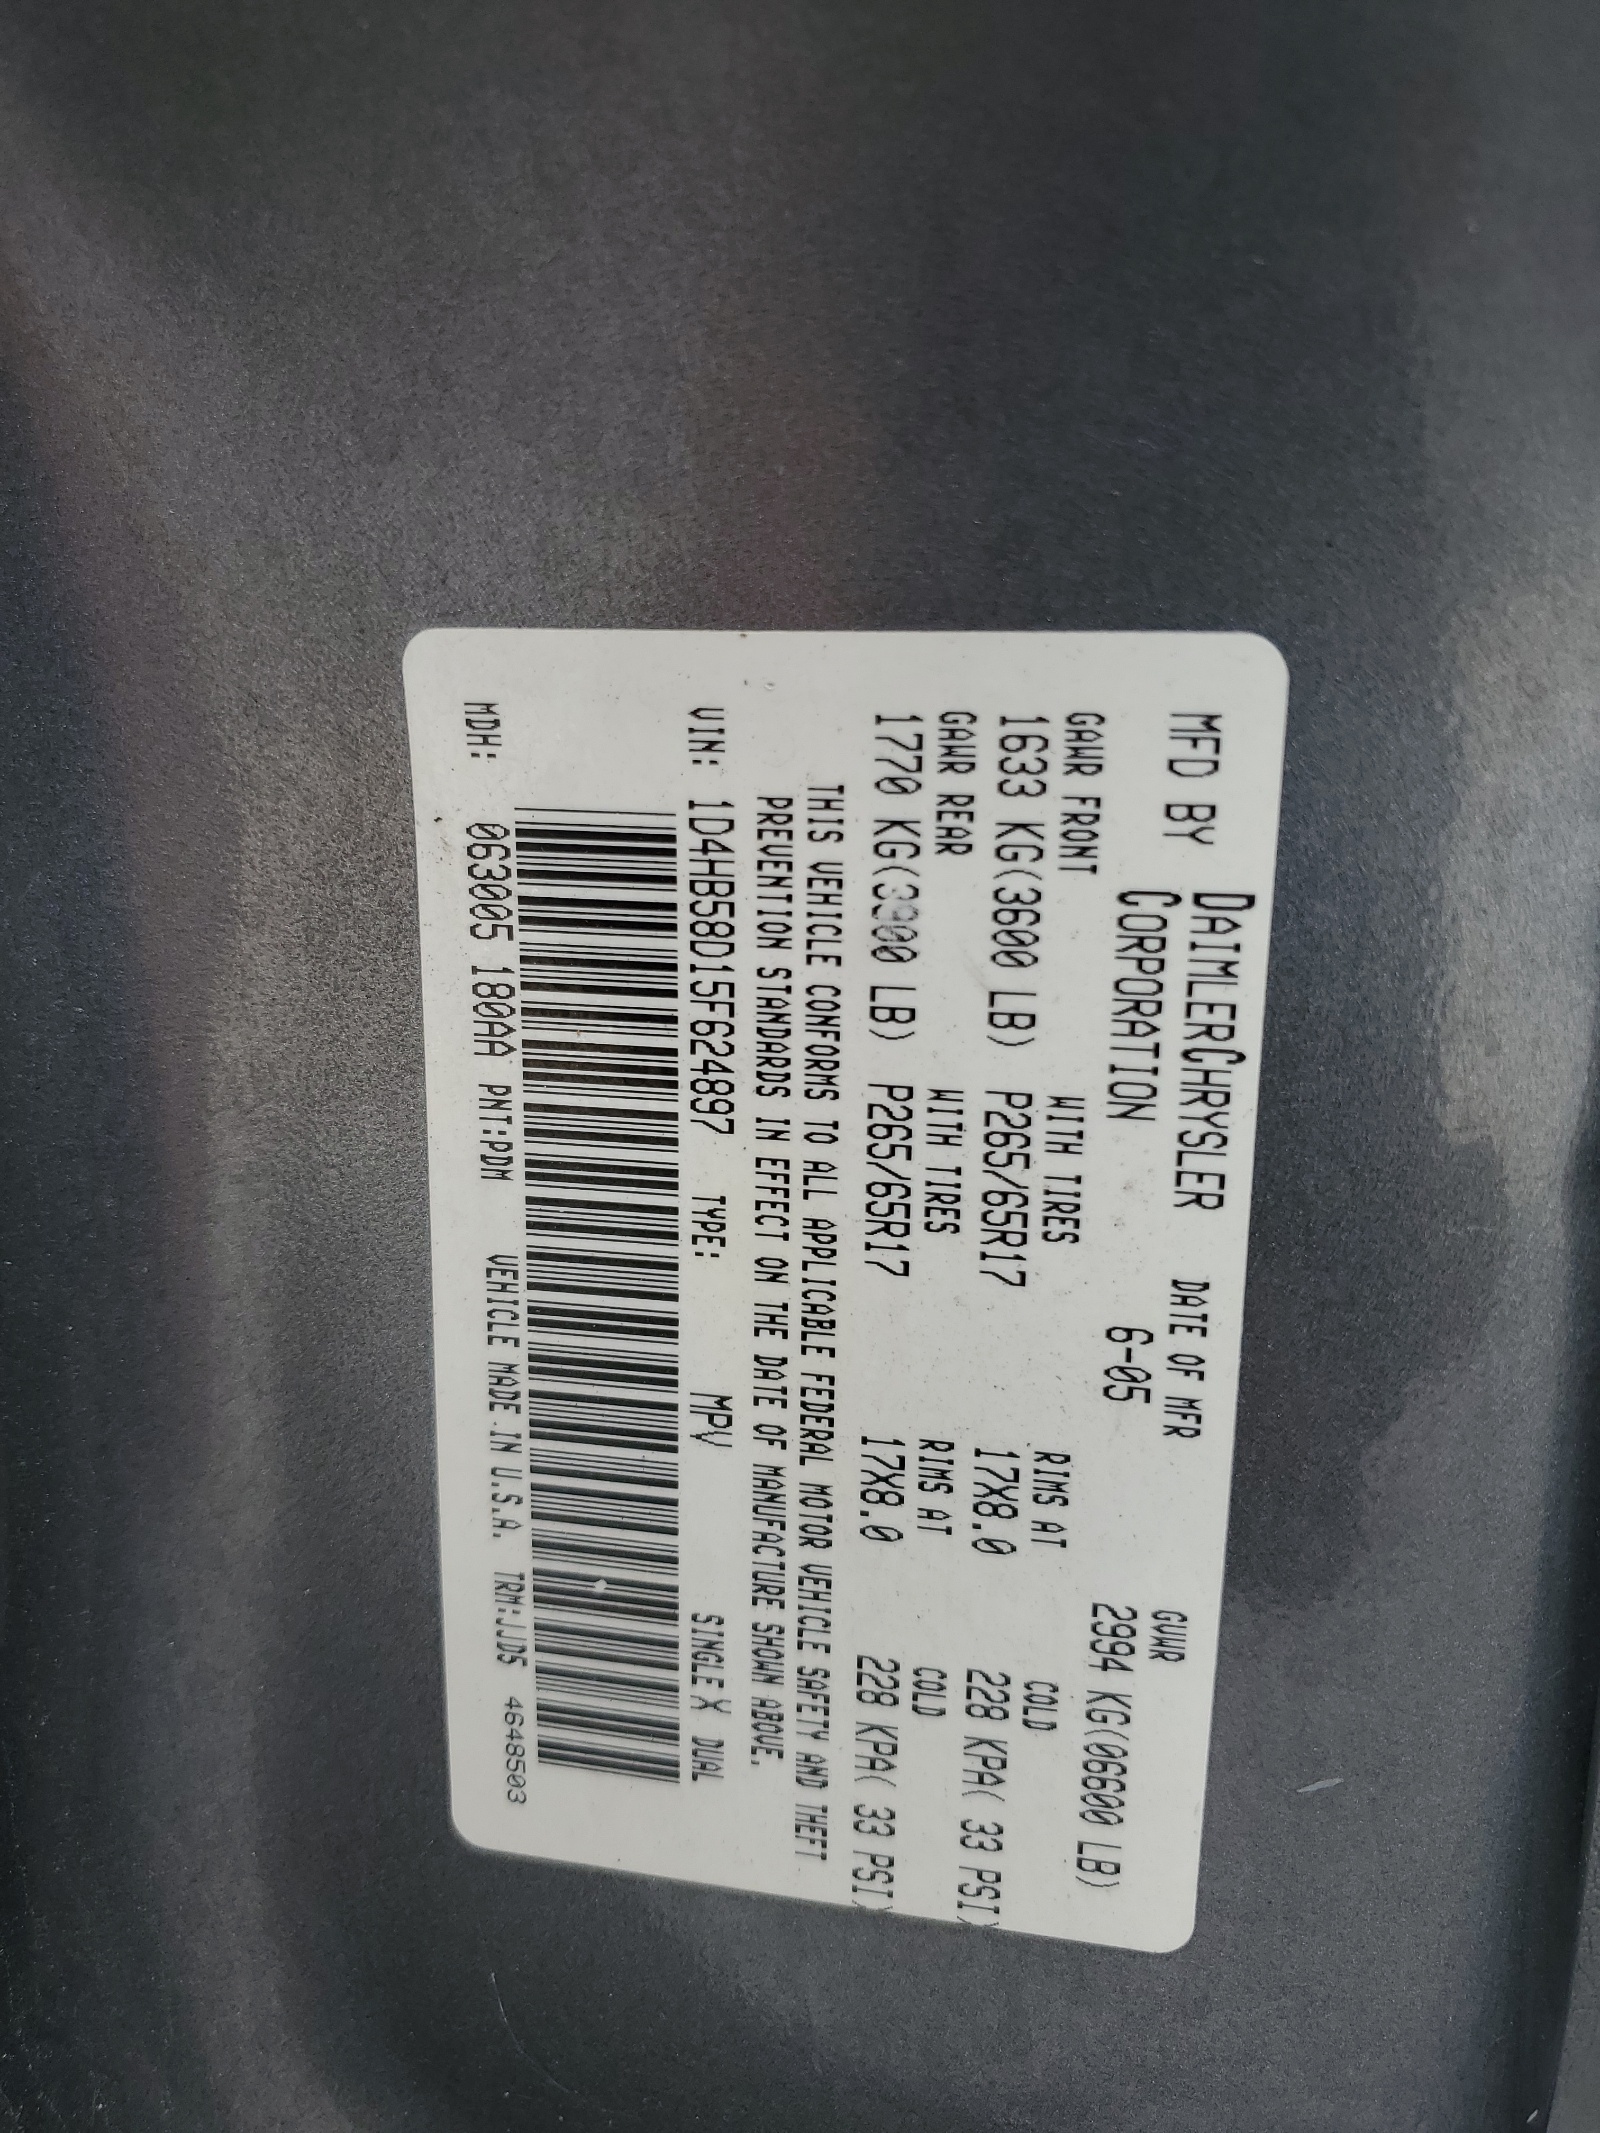 MFD BY DAIMLERCHRYSLER CORPORATION DATE OF MFR 6-05 GVWR 2994 KG(06600 LB)
GAWR FRONT WITH TIRES RIMS AT COLD
1633 KG(3600 LB) P265/65R17 17X8.0 228 KPA( 33 PSI)
GAWR REAR WITH TIRES RIMS AT COLD
1770 KG(3900 LB) P265/65R17 17X8.0 228 KPA( 33 PSI)
THIS VEHICLE CONFORMS TO ALL APPLICABLE FEDERAL MOTOR VEHICLE SAFETY AND THEFT
PREVENTION STANDARDS IN EFFECT ON THE DATE OF MANUFACTURE SHOWN ABOVE.
VIN: 1D4HB58D15F624897 TYPE: MPV SINGLE X DUAL
MDH: 063005 180AA PNT:PDM VEHICLE MADE IN U.S.A. TRM:JJD5 4648503